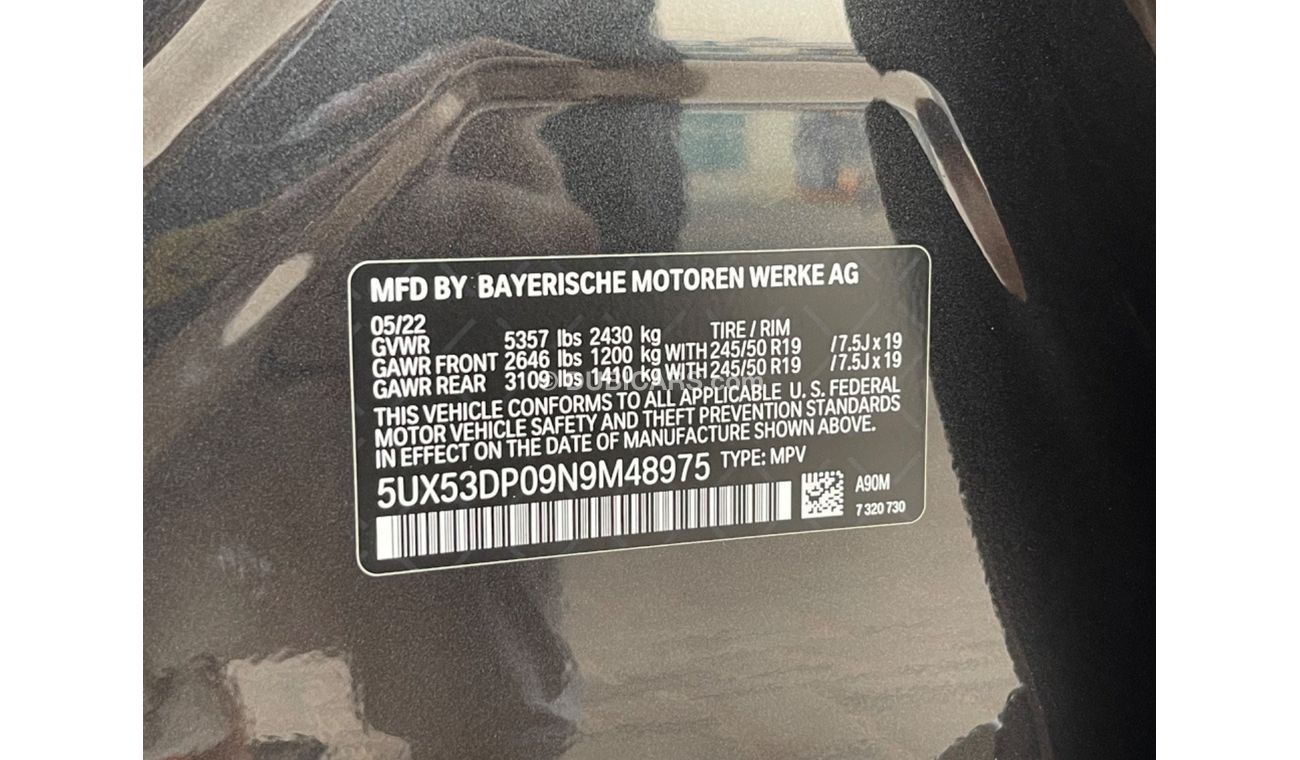 MFD BY BAYERISCHE MOTOREN WERKE AG
05/22 TIRE / RIM
GVWR 5357 lbs 2430 kg
GAWR FRONT 2646 lbs 1200 kg WITH 245/50 R19 / 7.5J x 19
GAWR REAR 3109 lbs 1410 kg WITH 245/50 R19 / 7.5J x 19
© DUBICARS.com
THIS VEHICLE CONFORMS TO ALL APPLICABLE U. S. FEDERAL
MOTOR VEHICLE SAFETY AND THEFT PREVENTION STANDARDS
IN EFFECT ON THE DATE OF MANUFACTURE SHOWN ABOVE.
5UX53DP09N9M48975 TYPE: MPV
A90M
7 320 730